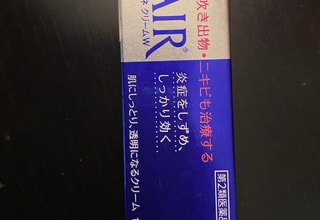 吹き出物・ニキビも治療する
AIR®
ネ クリームW
炎症をしずめ、
しっかり効く
肌にしっとり、透明になるクリーム
第2類医薬品